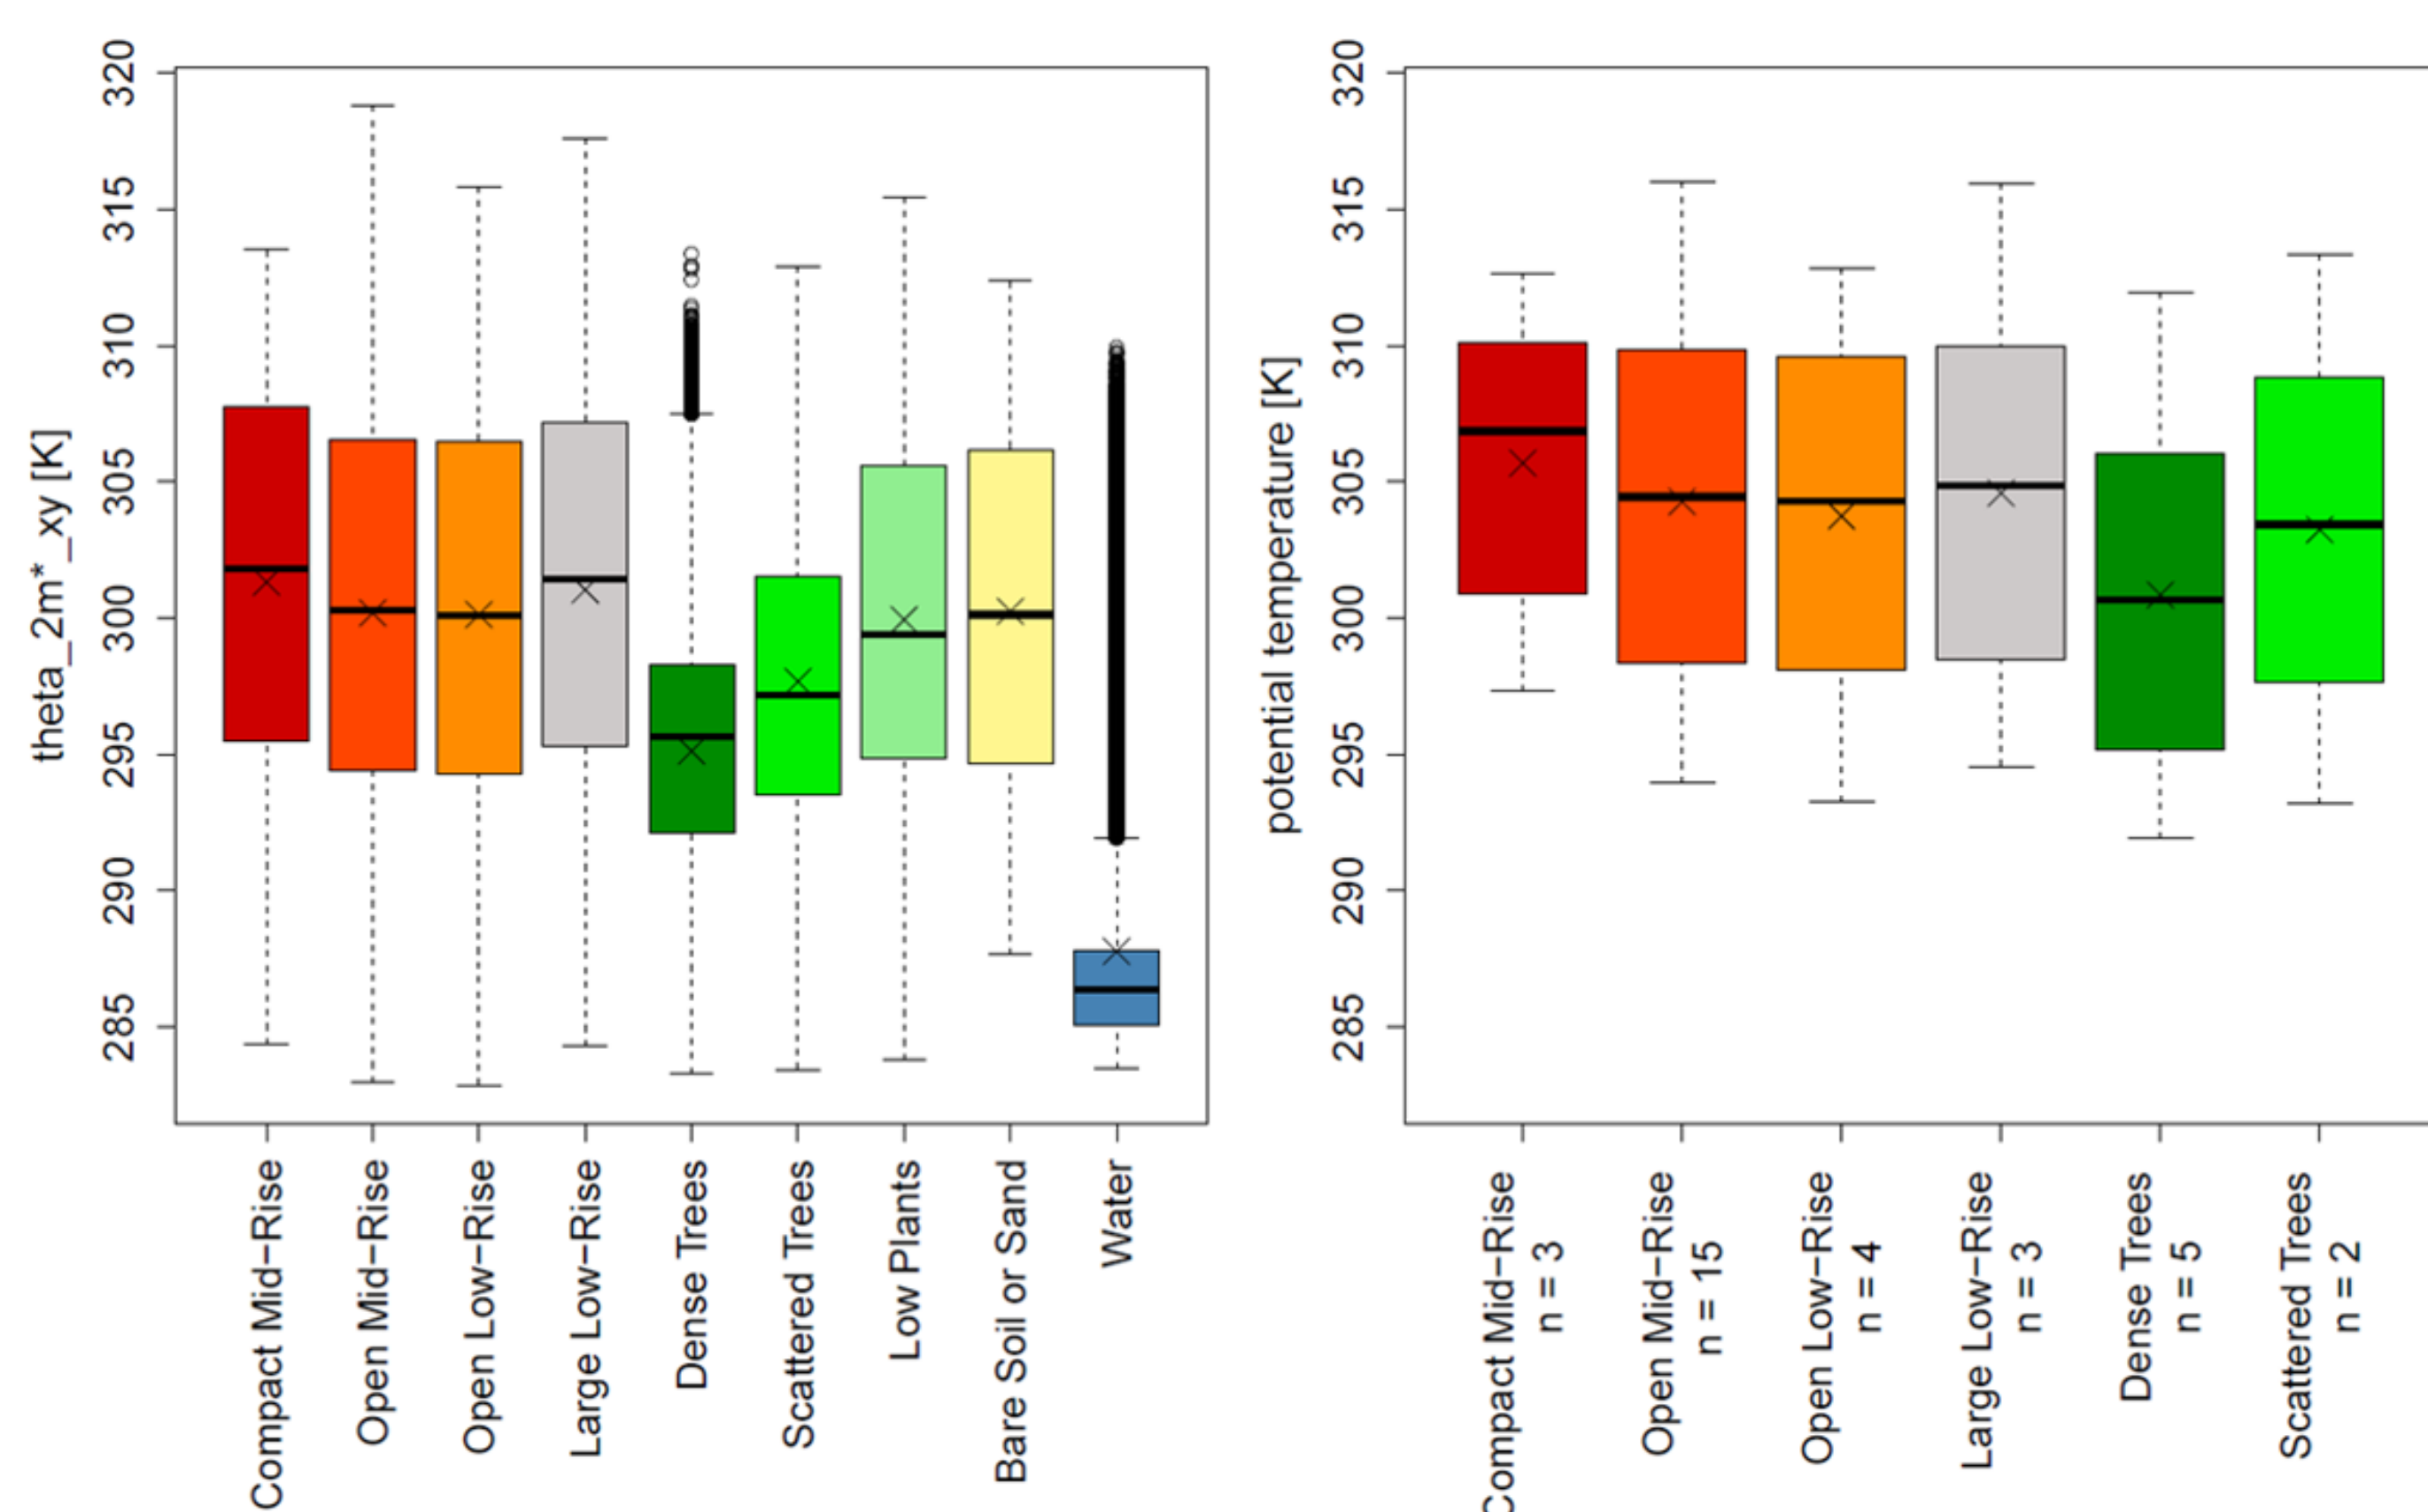 theta_2m*_xy [K]
320
315
310
305
300
295
290
285
Compact Mid−Rise
Open Mid−Rise
Open Low−Rise
Large Low−Rise
Dense Trees
Scattered Trees
Low Plants
Bare Soil or Sand
Water
potential temperature [K]
320
315
310
305
300
295
290
285
Compact Mid−Rise
n = 3
Open Mid−Rise
n = 15
Open Low−Rise
n = 4
Large Low−Rise
n = 3
Dense Trees
n = 5
Scattered Trees
n = 2